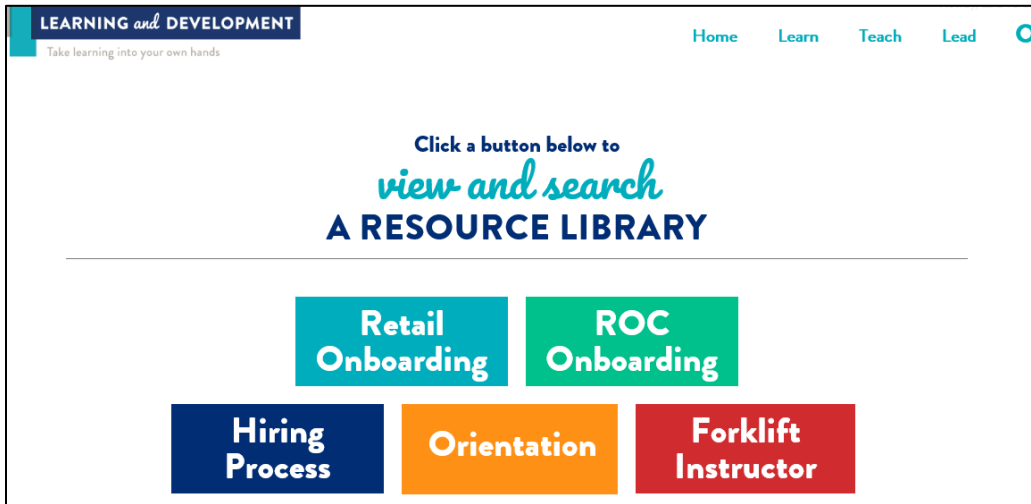 LEARNING and DEVELOPMENT
Take learning into your own hands
Home Learn Teach Lead
Click a button below to
view and search
A RESOURCE LIBRARY
Retail
Onboarding
ROC
Onboarding
Hiring
Process
Orientation
Forklift
Instructor